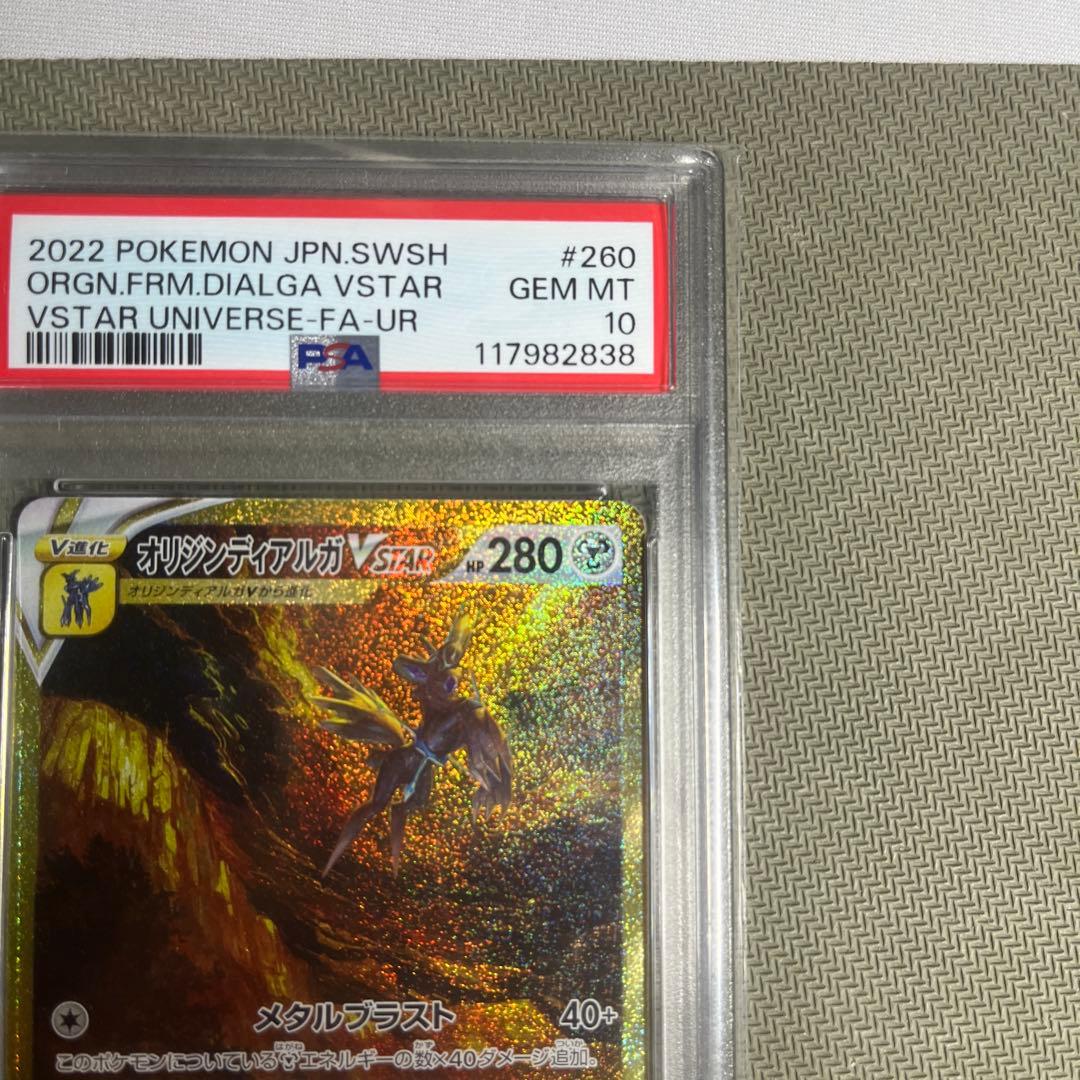 2022 POKEMON JPN.SWSH #260
ORGN.FRM.DIALGA VSTAR GEM MT
VSTAR UNIVERSE-FA-UR 10
PSA 117982838
V進化 オリジンディアルガVSTAR HP 280
オリジンディアルガVから進化
メタルブラスト 40+
このポケモンについている エネルギーの数×40ダメージ追加。